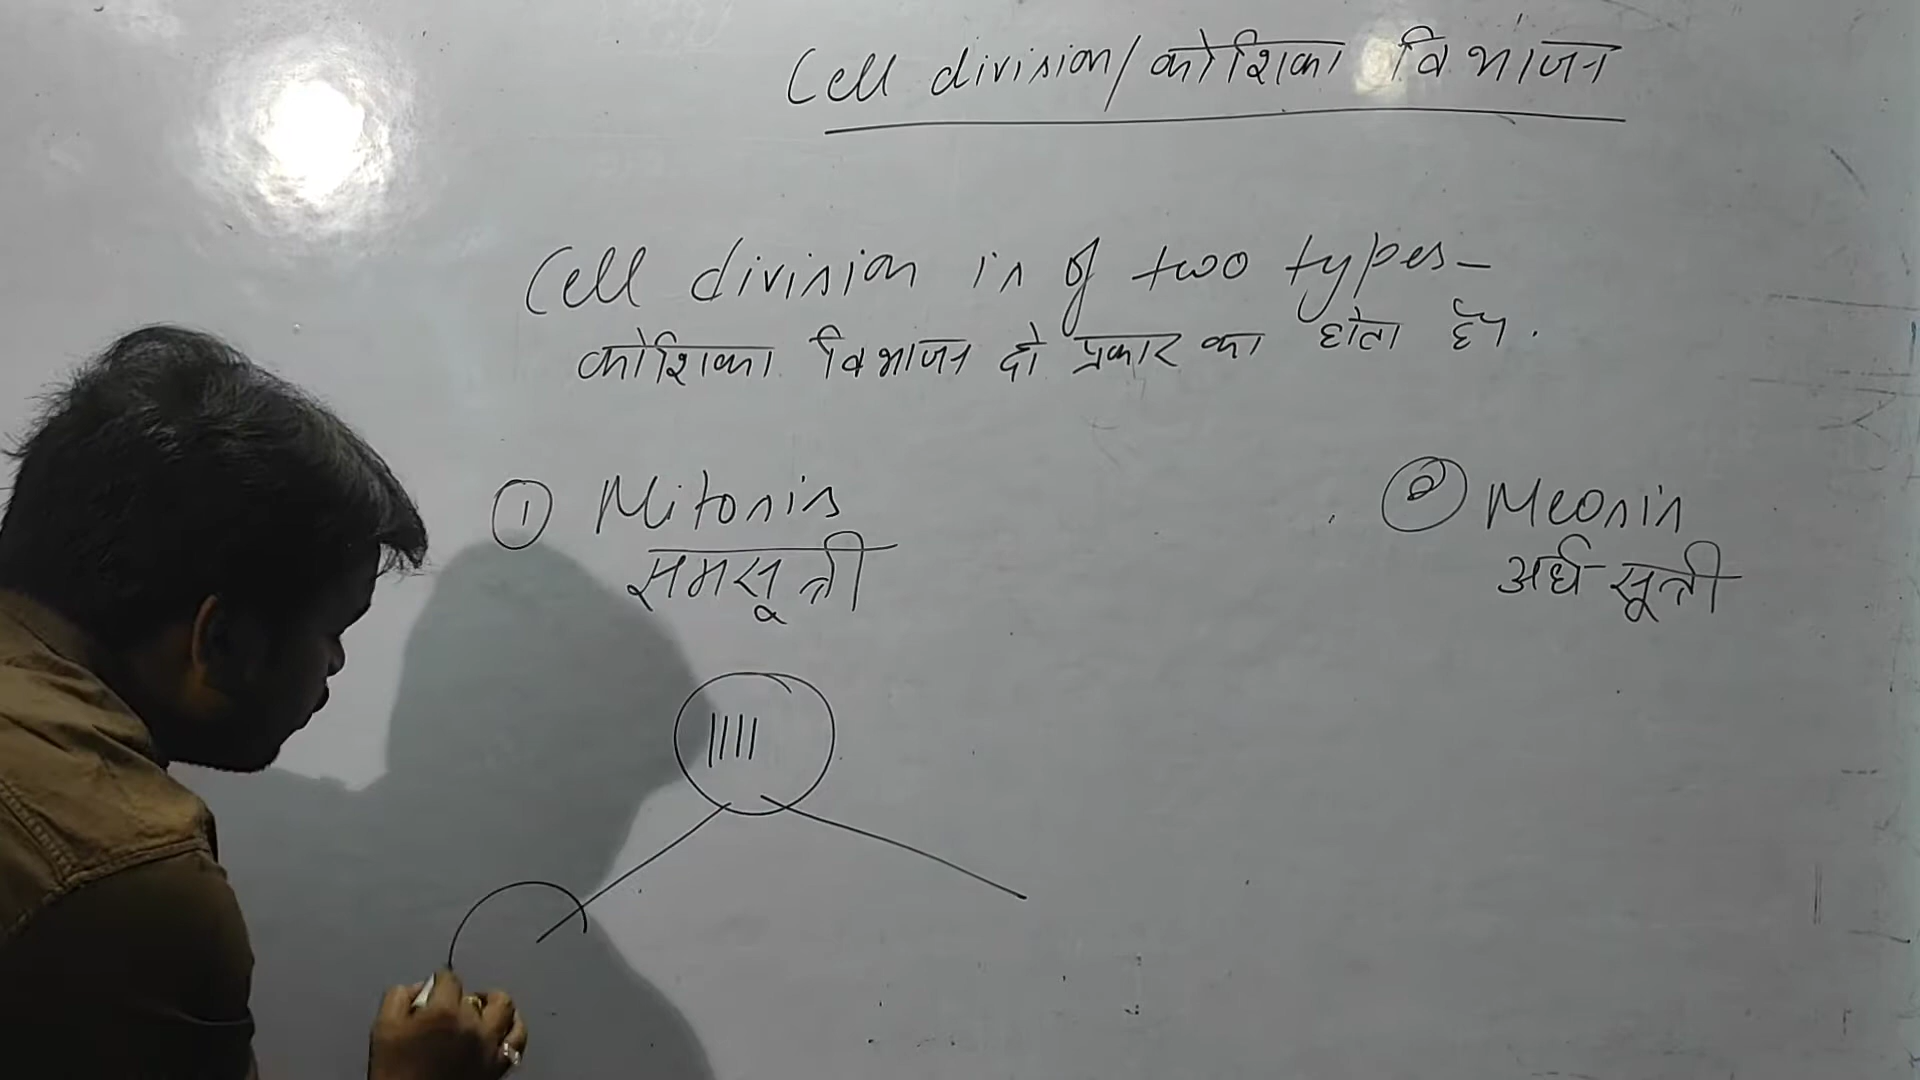 Cell division/कोशिका विभाजन
Cell division is of two types-
कोशिका विभाजन दो प्रकार का होता है।
① Mitosis
समसूत्री
② Meosis
अर्धसूत्री